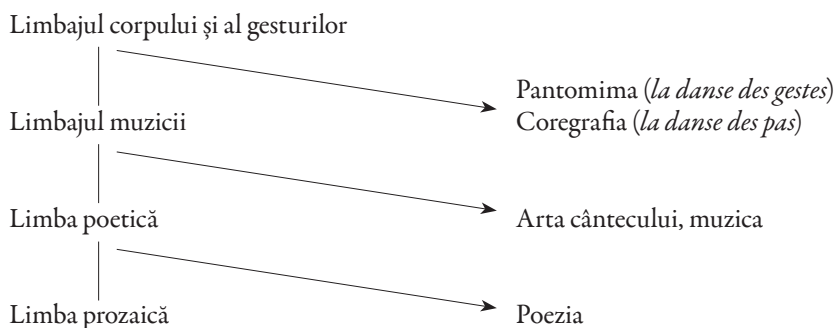 Limbajul corpului și al gesturilor
Pantomima (la danse des gestes)
Limbajul muzicii
Coregrafia (la danse des pas)
Limba poetică
Arta cântecului, muzica
Limba prozaică
Poezia